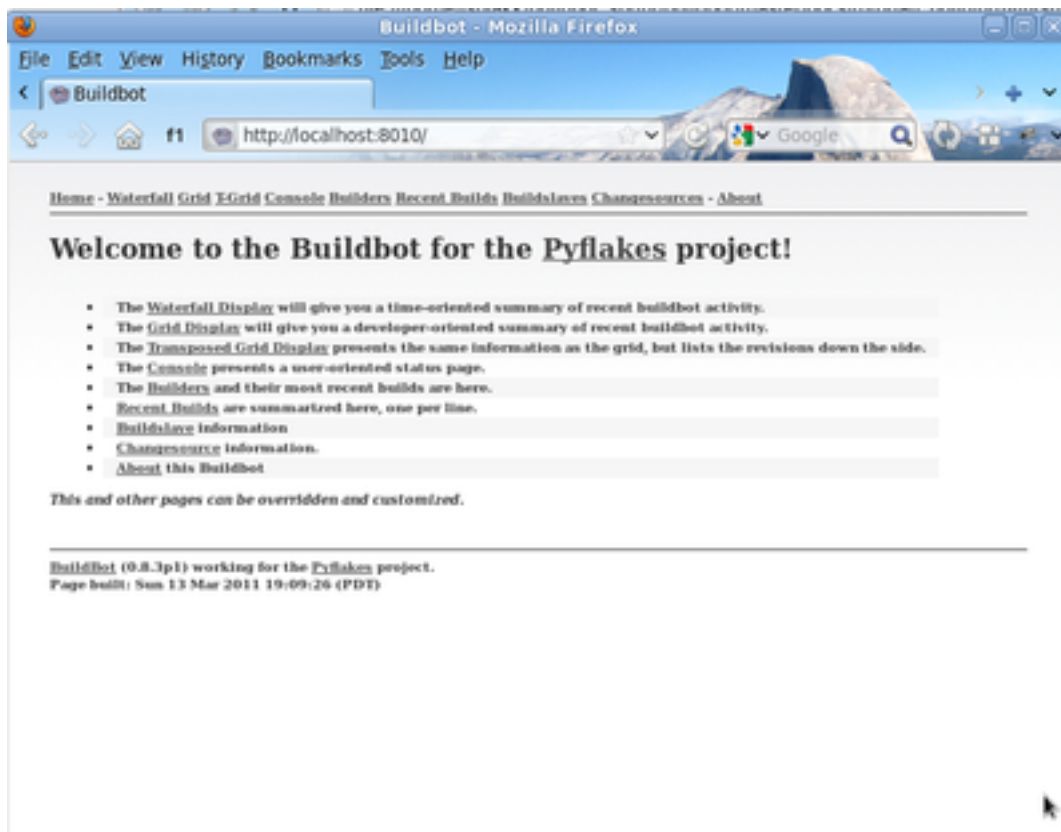 Buildbot - Mozilla Firefox
File Edit View History Bookmarks Tools Help
Buildbot
f1 http://localhost:8010/ Google
Home - Waterfall Grid T-Grid Console Builders Recent Builds Buildslaves Changesources - About
Welcome to the Buildbot for the Pyflakes project!
The Waterfall Display will give you a time-oriented summary of recent buildbot activity.
The Grid Display will give you a developer-oriented summary of recent buildbot activity.
The Transposed Grid Display presents the same information as the grid, but lists the revisions down the side.
The Console presents a user-oriented status page.
The Builders and their most recent builds are here.
Recent Builds are summarized here, one per line.
Buildslave information
Changesource information.
About this Buildbot
This and other pages can be overridden and customized.
BuildBot (0.8.3p1) working for the Pyflakes project.
Page built: Sun 13 Mar 2011 19:09:26 (PDT)